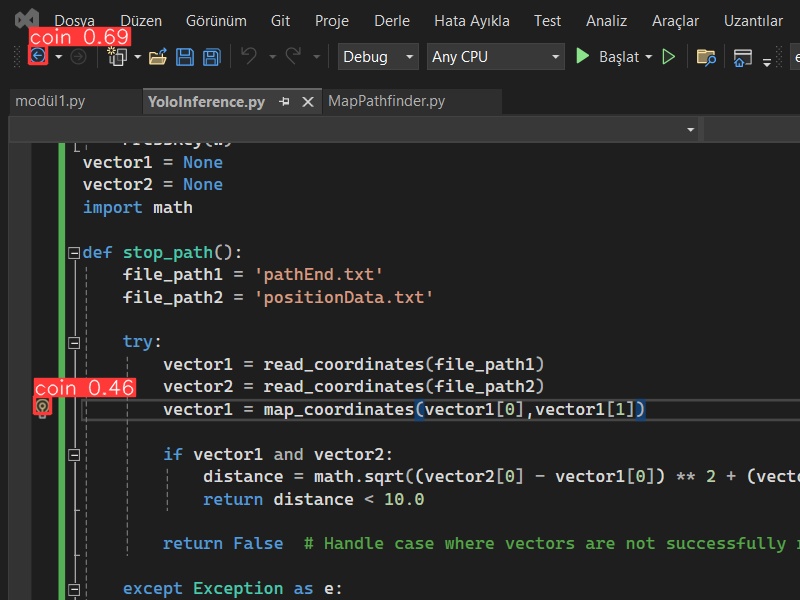 Dosya Düzen Görünüm Git Proje Derle Hata Ayıkla Test Analiz Araçlar Uzantılar
coin 0.69
Debug Any CPU Başlat
modül1.py YoloInference.py MapPathfinder.py
vector1 = None
vector2 = None
import math
def stop_path():
file_path1 = 'pathEnd.txt'
file_path2 = 'positionData.txt'
try:
vector1 = read_coordinates(file_path1)
coin 0.46
vector2 = read_coordinates(file_path2)
vector1 = map_coordinates(vector1[0],vector1[1])
if vector1 and vector2:
distance = math.sqrt((vector2[0] - vector1[0]) ** 2 + (vecto
return distance < 10.0
return False # Handle case where vectors are not successfully
except Exception as e: